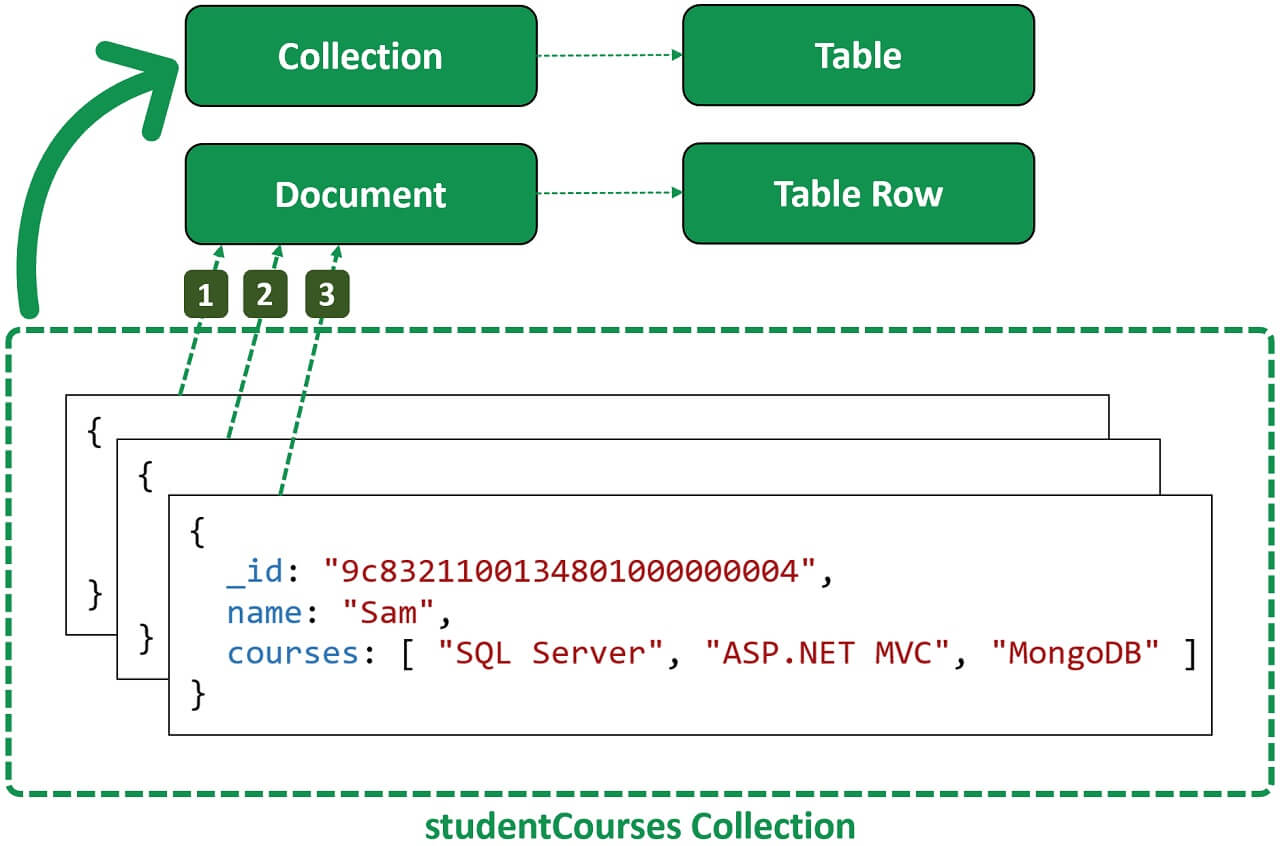 Collection
Table
Document
Table Row
1
2
3
{
}
{
}
{
_id: "9c83211001348010000000004",
name: "Sam",
courses: [ "SQL Server", "ASP.NET MVC", "MongoDB" ]
}
studentCourses Collection